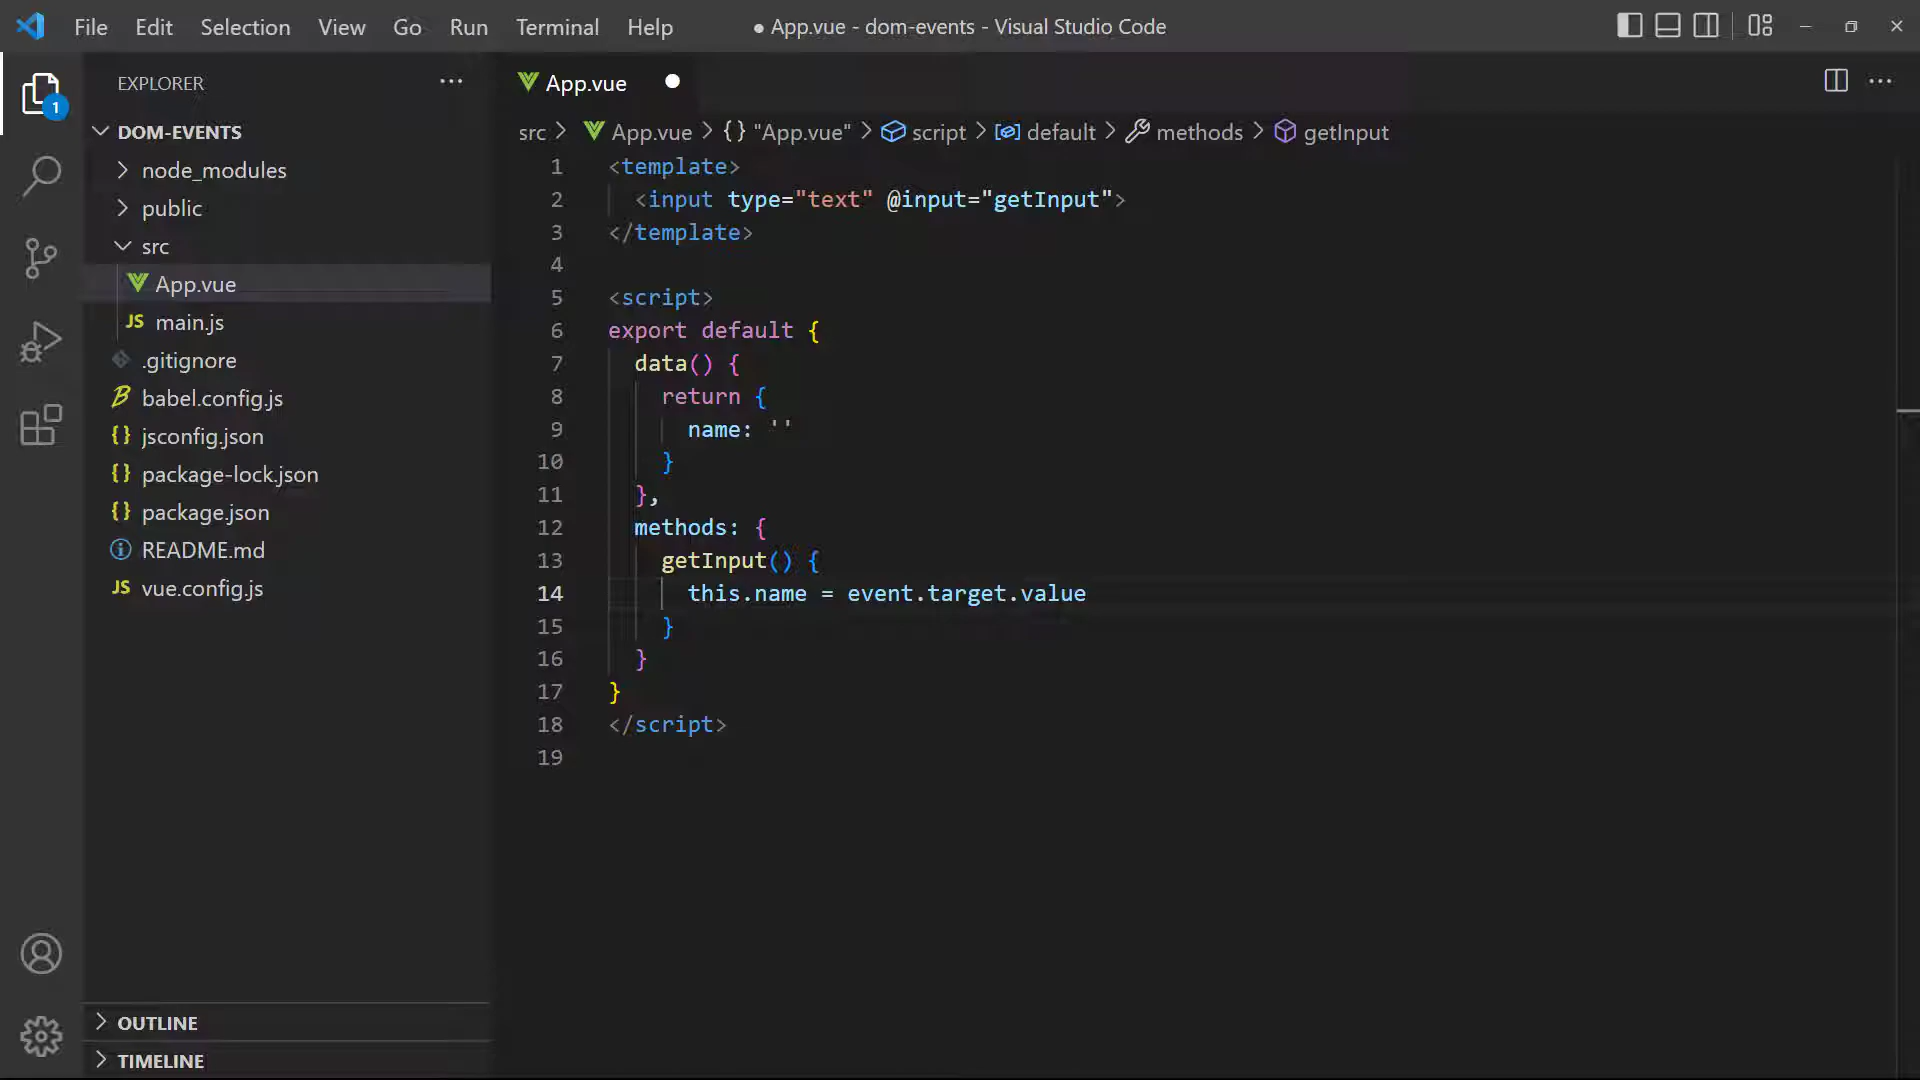 File Edit Selection View Go Run Terminal Help
● App.vue - dom-events - Visual Studio Code
1
EXPLORER
DOM-EVENTS
node_modules
public
src
App.vue
JS main.js
.gitignore
babel.config.js
{} jsconfig.json
{} package-lock.json
{} package.json
README.md
JS vue.config.js
OUTLINE
TIMELINE
App.vue
src > App.vue > {} "App.vue" > script > default > methods > getInput
1 <template>
2 <input type="text" @input="getInput">
3 </template>
4
5 <script>
6 export default {
7 data() {
8 return {
9 name: ''
10 }
11 },
12 methods: {
13 getInput() {
14 this.name = event.target.value
15 }
16 }
17 }
18 </script>
19